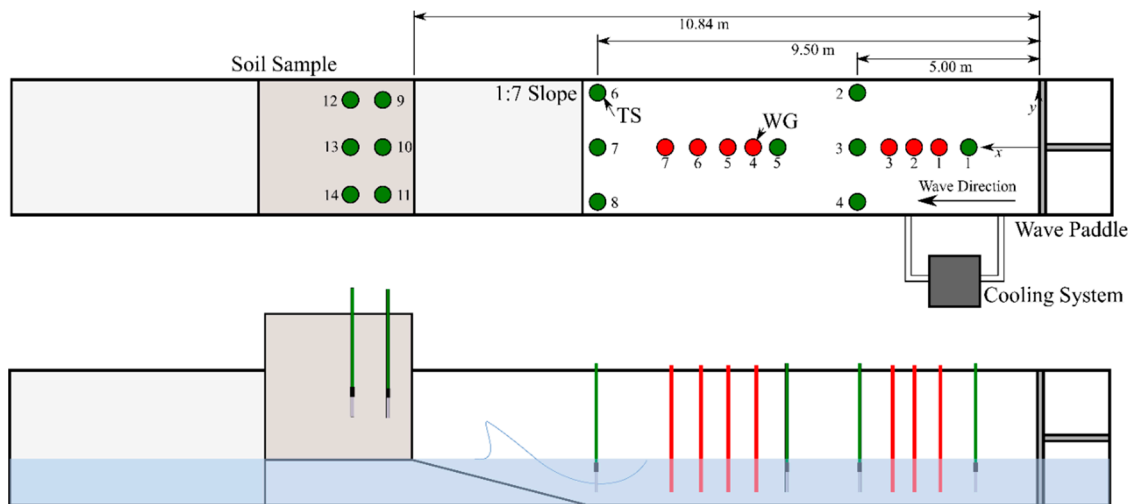 10.84 m
9.50 m
5.00 m
Soil Sample
1:7 Slope
12 9
6
TS
2
y
WG
13 10
7
7 6 5 4 5
3
3 2 1 1
x
14 11
8
4
Wave Direction
Wave Paddle
Cooling System